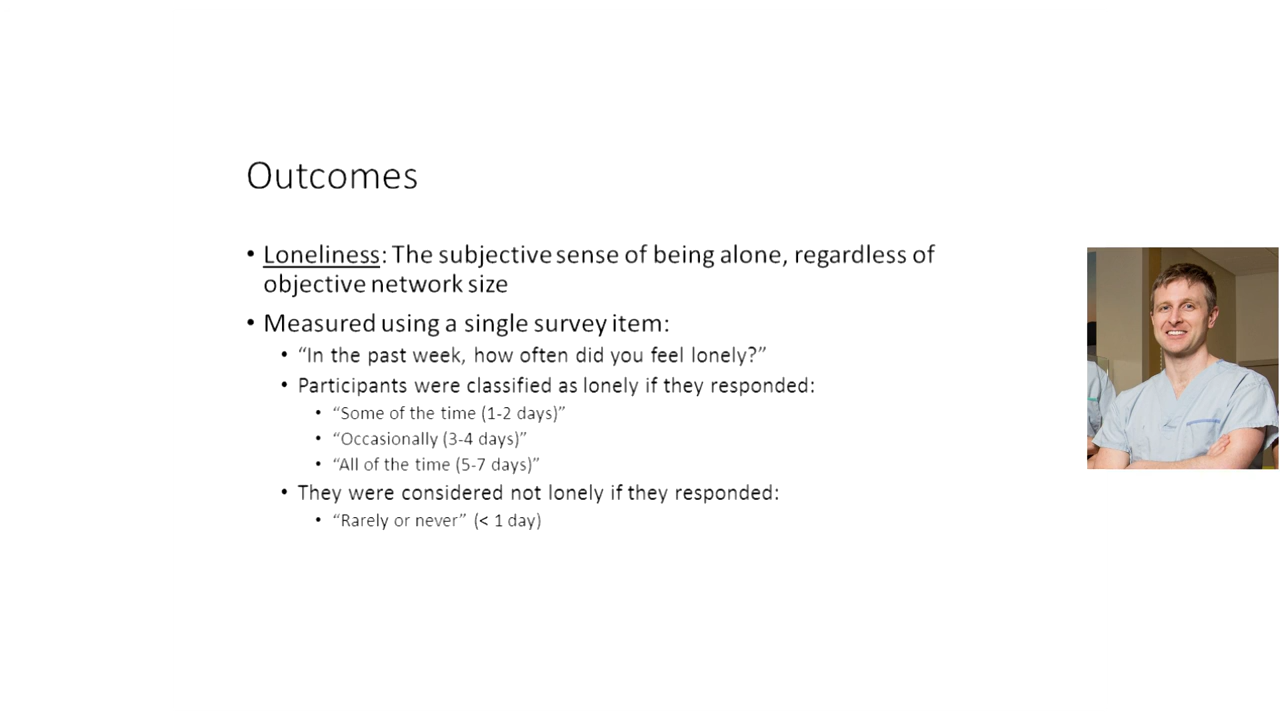 Outcomes
• Loneliness: The subjective sense of being alone, regardless of
objective network size
• Measured using a single survey item:
• “In the past week, how often did you feel lonely?”
• Participants were classified as lonely if they responded:
• “Some of the time (1-2 days)”
• “Occasionally (3-4 days)”
• “All of the time (5-7 days)”
• They were considered not lonely if they responded:
• “Rarely or never” (< 1 day)